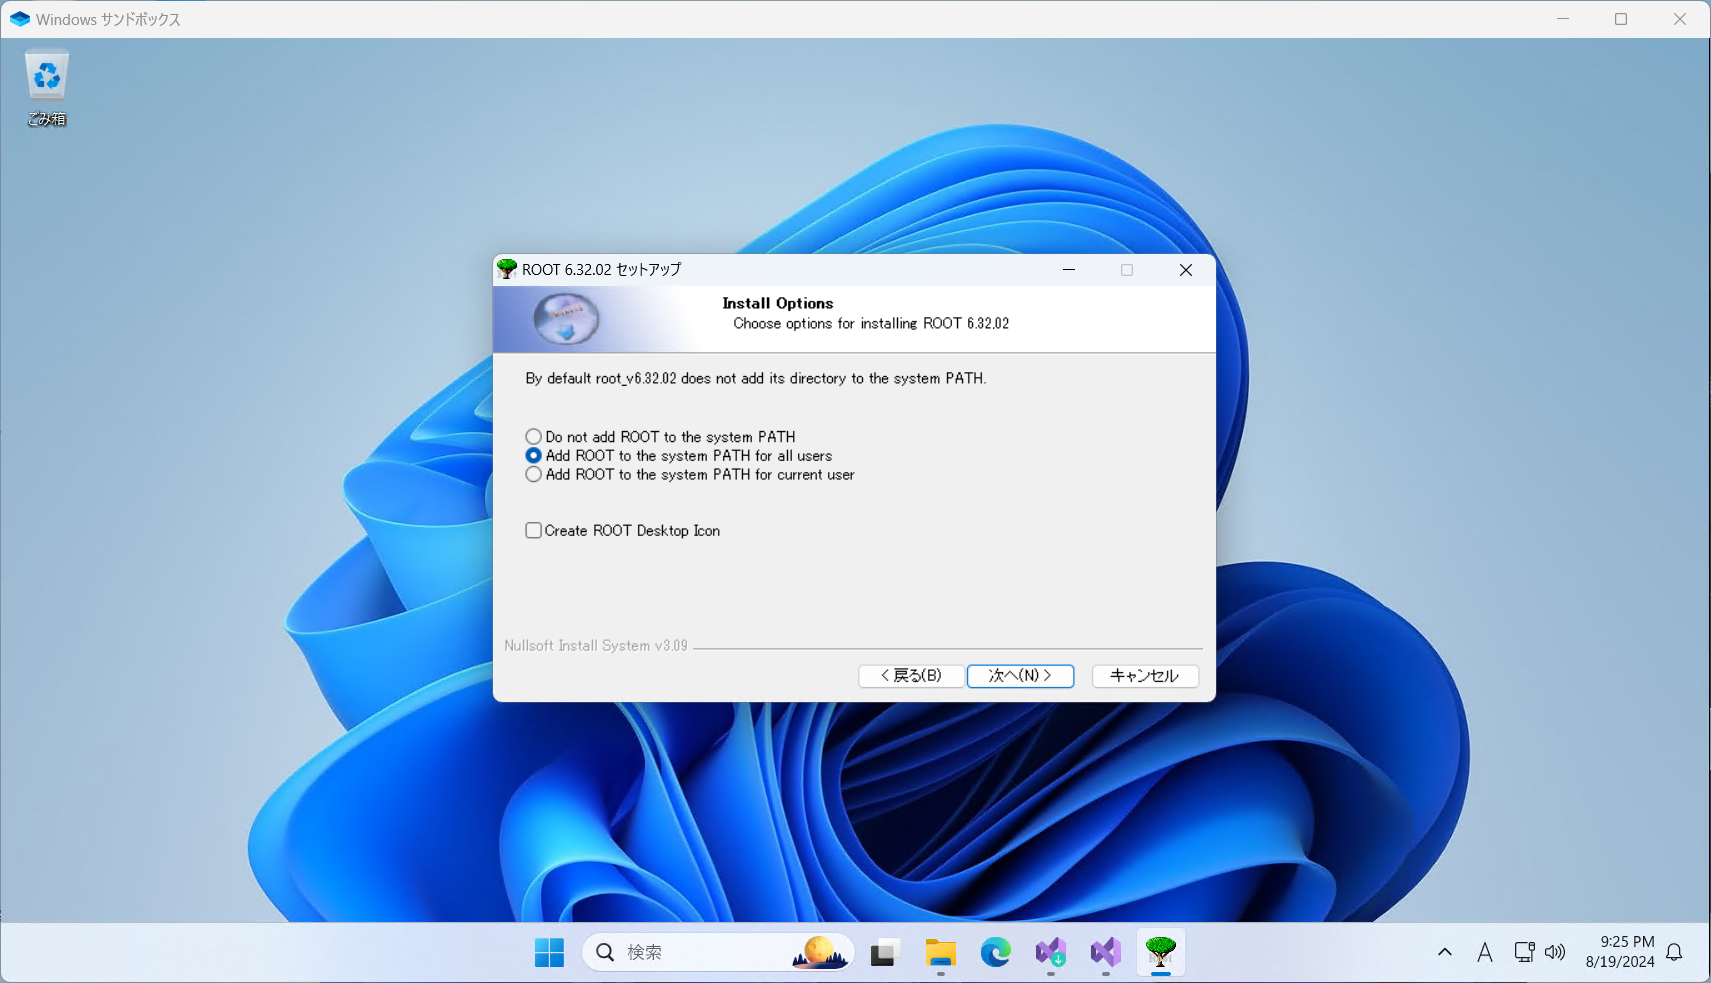 Windows サンドボックス
ごみ箱
ROOT 6.32.02 セットアップ
Install Options
Choose options for installing ROOT 6.32.02
By default root_v6.32.02 does not add its directory to the system PATH.
Do not add ROOT to the system PATH
Add ROOT to the system PATH for all users
Add ROOT to the system PATH for current user
Create ROOT Desktop Icon
Nullsoft Install System v3.09
< 戻る(B)
次へ(N) >
キャンセル
検索
A
9:25 PM
8/19/2024